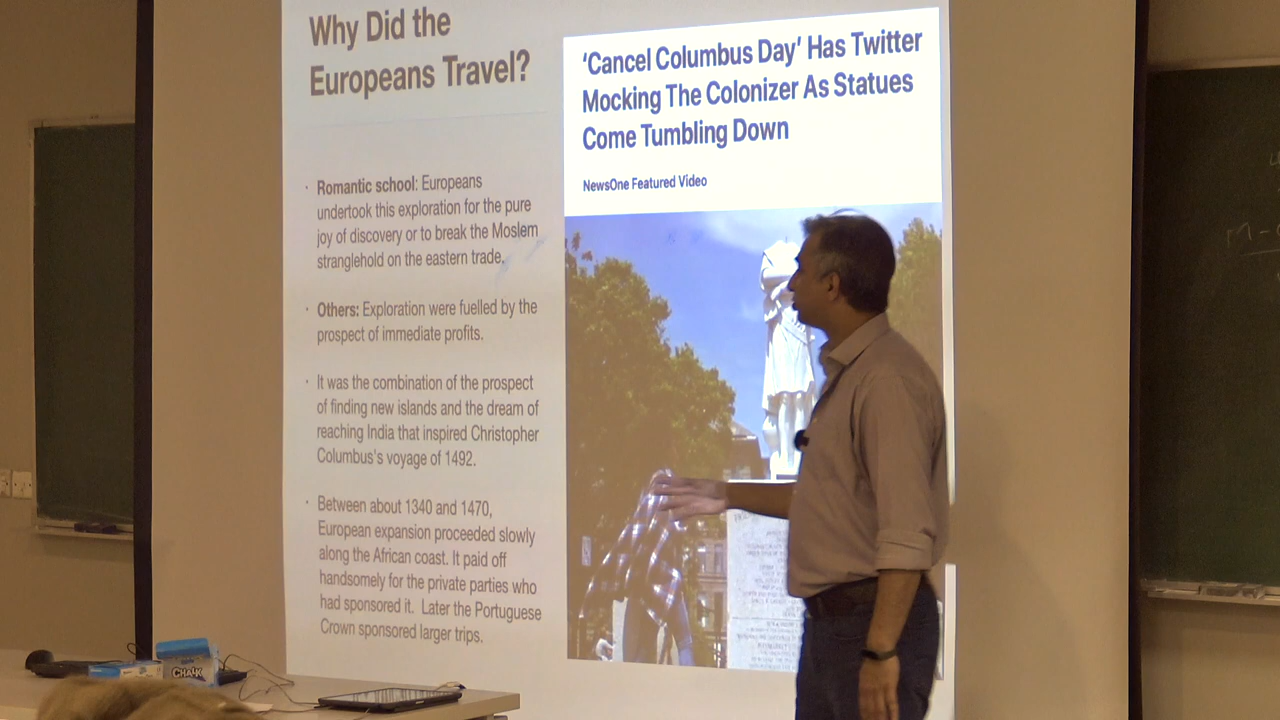 Why Did the
Europeans Travel?
· Romantic school: Europeans
undertook this exploration for the pure
joy of discovery or to break the Moslem
stranglehold on the eastern trade.
· Others: Exploration were fuelled by the
prospect of immediate profits.
· It was the combination of the prospect
of finding new islands and the dream of
reaching India that inspired Christopher
Columbus's voyage of 1492.
· Between about 1340 and 1470,
European expansion proceeded slowly
along the African coast. It paid off
handsomely for the private parties who
had sponsored it. Later the Portuguese
Crown sponsored larger trips.
'Cancel Columbus Day' Has Twitter
Mocking The Colonizer As Statues
Come Tumbling Down
NewsOne Featured Video
CHALK